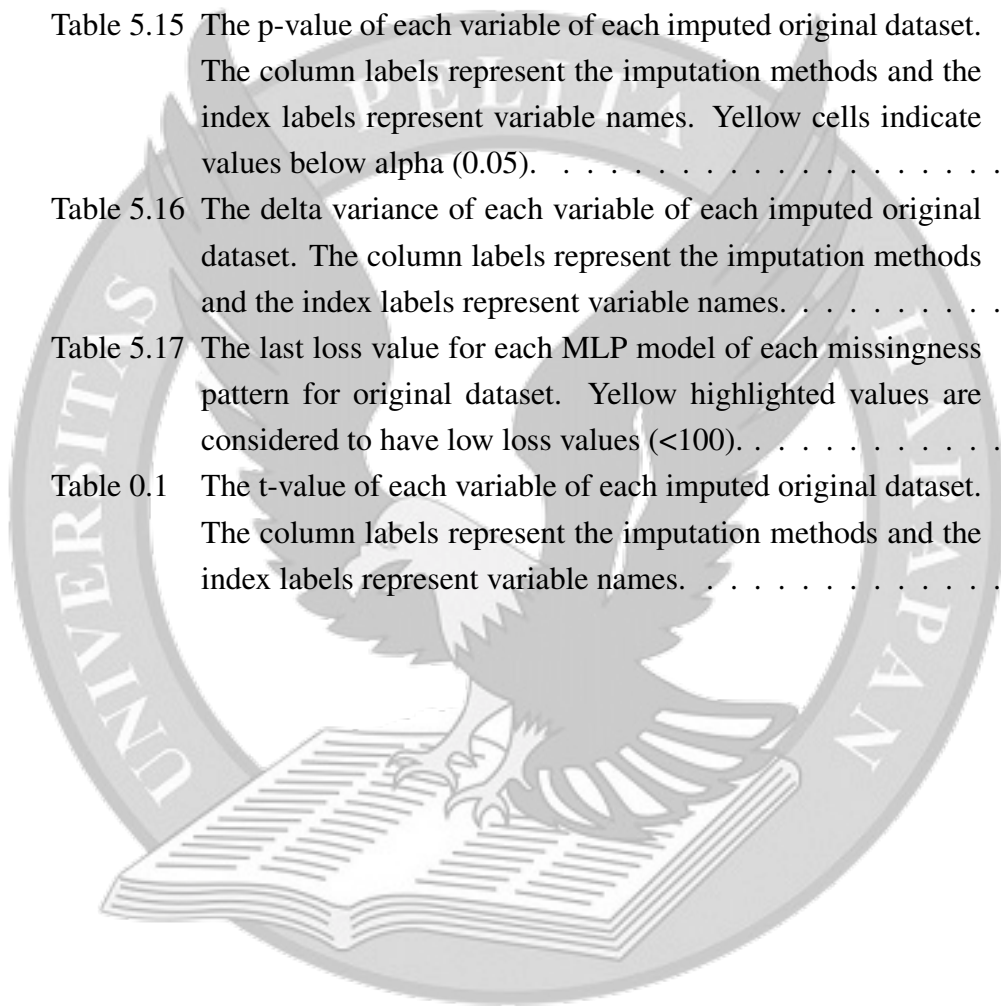 Table 5.15 The p-value of each variable of each imputed original dataset.
The column labels represent the imputation methods and the
index labels represent variable names. Yellow cells indicate
values below alpha (0.05). . . . . . . . . . . . . . . . . . . . .
Table 5.16 The delta variance of each variable of each imputed original
dataset. The column labels represent the imputation methods
and the index labels represent variable names. . . . . . . . . . .
Table 5.17 The last loss value for each MLP model of each missingness
pattern for original dataset. Yellow highlighted values are
considered to have low loss values (<100). . . . . . . . . . . . .
Table 0.1 The t-value of each variable of each imputed original dataset.
The column labels represent the imputation methods and the
index labels represent variable names. . . . . . . . . . . . . . .
UNIVERSITAS PELITA HARAPAN